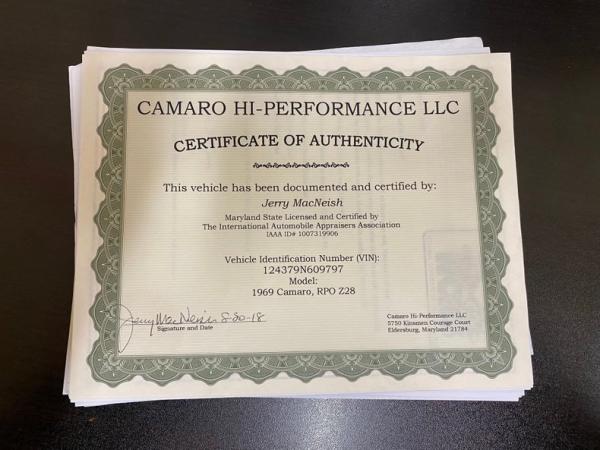 CAMARO HI-PERFORMANCE LLC
CERTIFICATE OF AUTHENTICITY
This vehicle has been documented and certified by:
Jerry MacNeish
Maryland State Licensed and Certified by
The International Automobile Appraisers Association
IAAA ID# 1007319906
Vehicle Identification Number (VIN):
124379N609797
Model:
1969 Camaro, RPO Z28
Jerry MacNeish 8-20-18
Signature and Date
Camaro Hi-Performance LLC
5750 Kinsmen Courage Court
Eldersburg, Maryland 21784